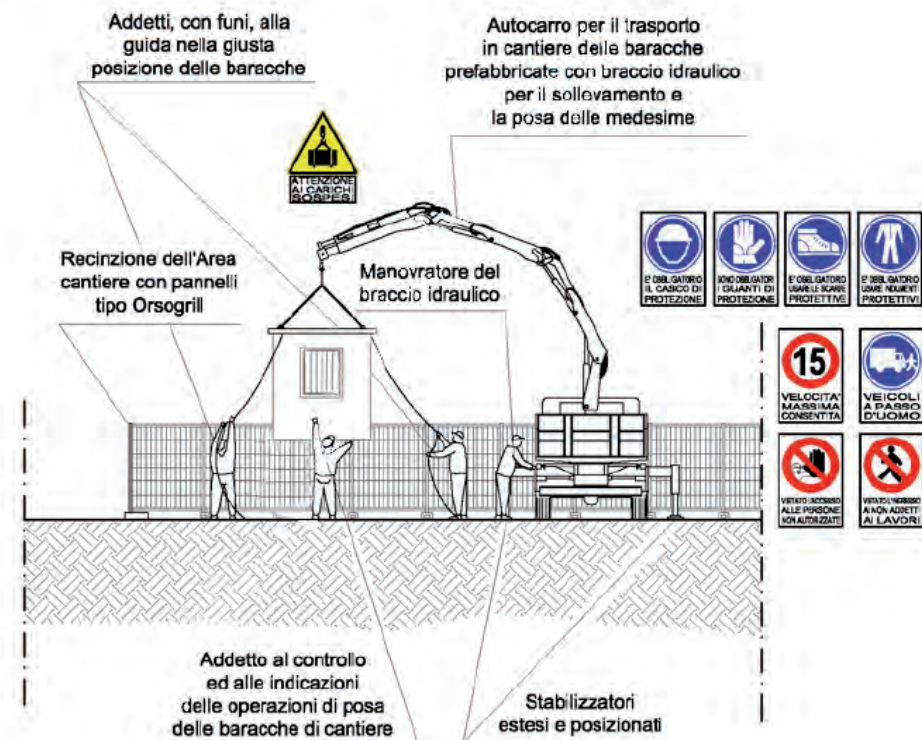 Addetti, con funi, alla
guida nella giusta
posizione delle baracche
Autocarro per il trasporto
in cantiere delle baracche
prefabbricate con braccio idraulico
per il sollevamento e
la posa delle medesime
ATTENZIONE
AI CARICHI
SOSPESI
Recinzione dell'Area
cantiere con pannelli
tipo Orsogrill
Manovratore del
braccio idraulico
E' OBBLIGATORIO
IL CASCO DI
PROTEZIONE
SONO OBBLIGATORI
I GUANTI DI
PROTEZIONE
E' OBBLIGATORIO
USARE LE SCARPE
PROTETTIVE
E' OBBLIGATORIO
USARE INDUMENTI
PROTETTIVI
15
VELOCITA'
MASSIMA
CONSENTITA
VEICOLI
A PASSO
D'UOMO
VIETATO L'ACCESSO
ALLE PERSONE
NON AUTORIZZATE
VIETATO L'INGRESSO
AI NON ADDETTI
AI LAVORI
Addetto al controllo
ed alle indicazioni
delle operazioni di posa
delle baracche di cantiere
Stabilizzatori
estesi e posizionati